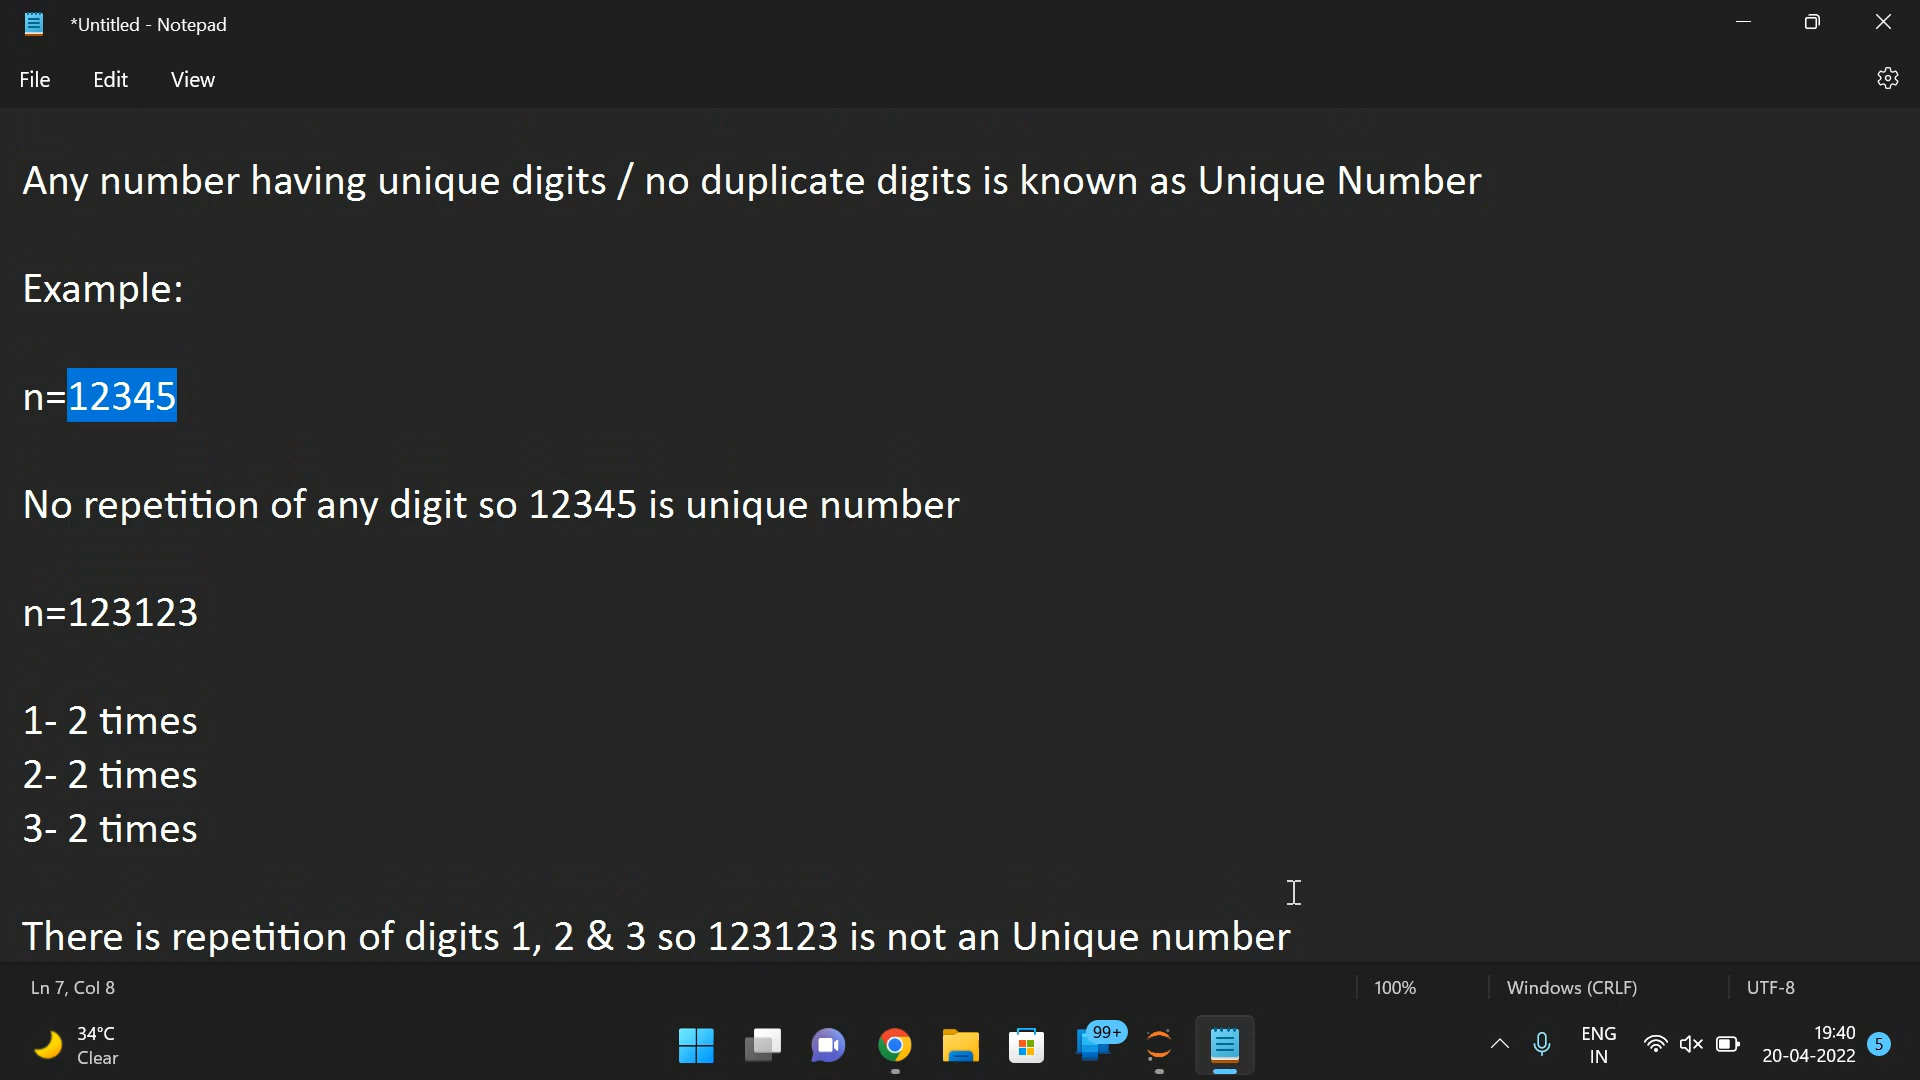 *Untitled - Notepad
File Edit View
Any number having unique digits / no duplicate digits is known as Unique Number
Example:
n=12345
No repetition of any digit so 12345 is unique number
n=123123
1- 2 times
2- 2 times
3- 2 times
There is repetition of digits 1, 2 & 3 so 123123 is not an Unique number
Ln 7, Col 8 100% Windows (CRLF) UTF-8
34°C
Clear
99+
ENG
IN
19:40
20-04-2022
5